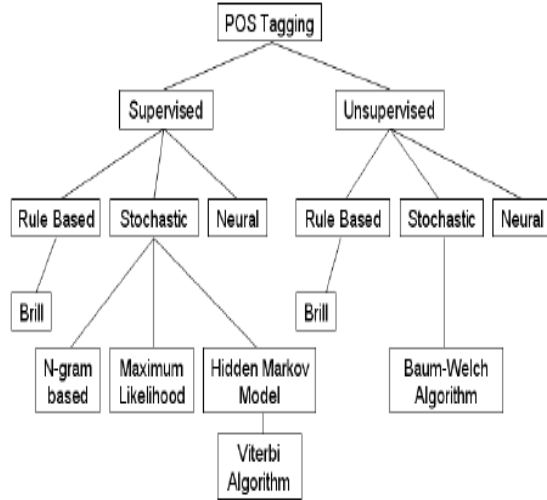 POS Tagging
Supervised
Unsupervised
Rule Based
Stochastic
Neural
Rule Based
Stochastic
Neural
Brill
Brill
N-gram
based
Maximum
Likelihood
Hidden Markov
Model
Baum-Welch
Algorithm
Viterbi
Algorithm